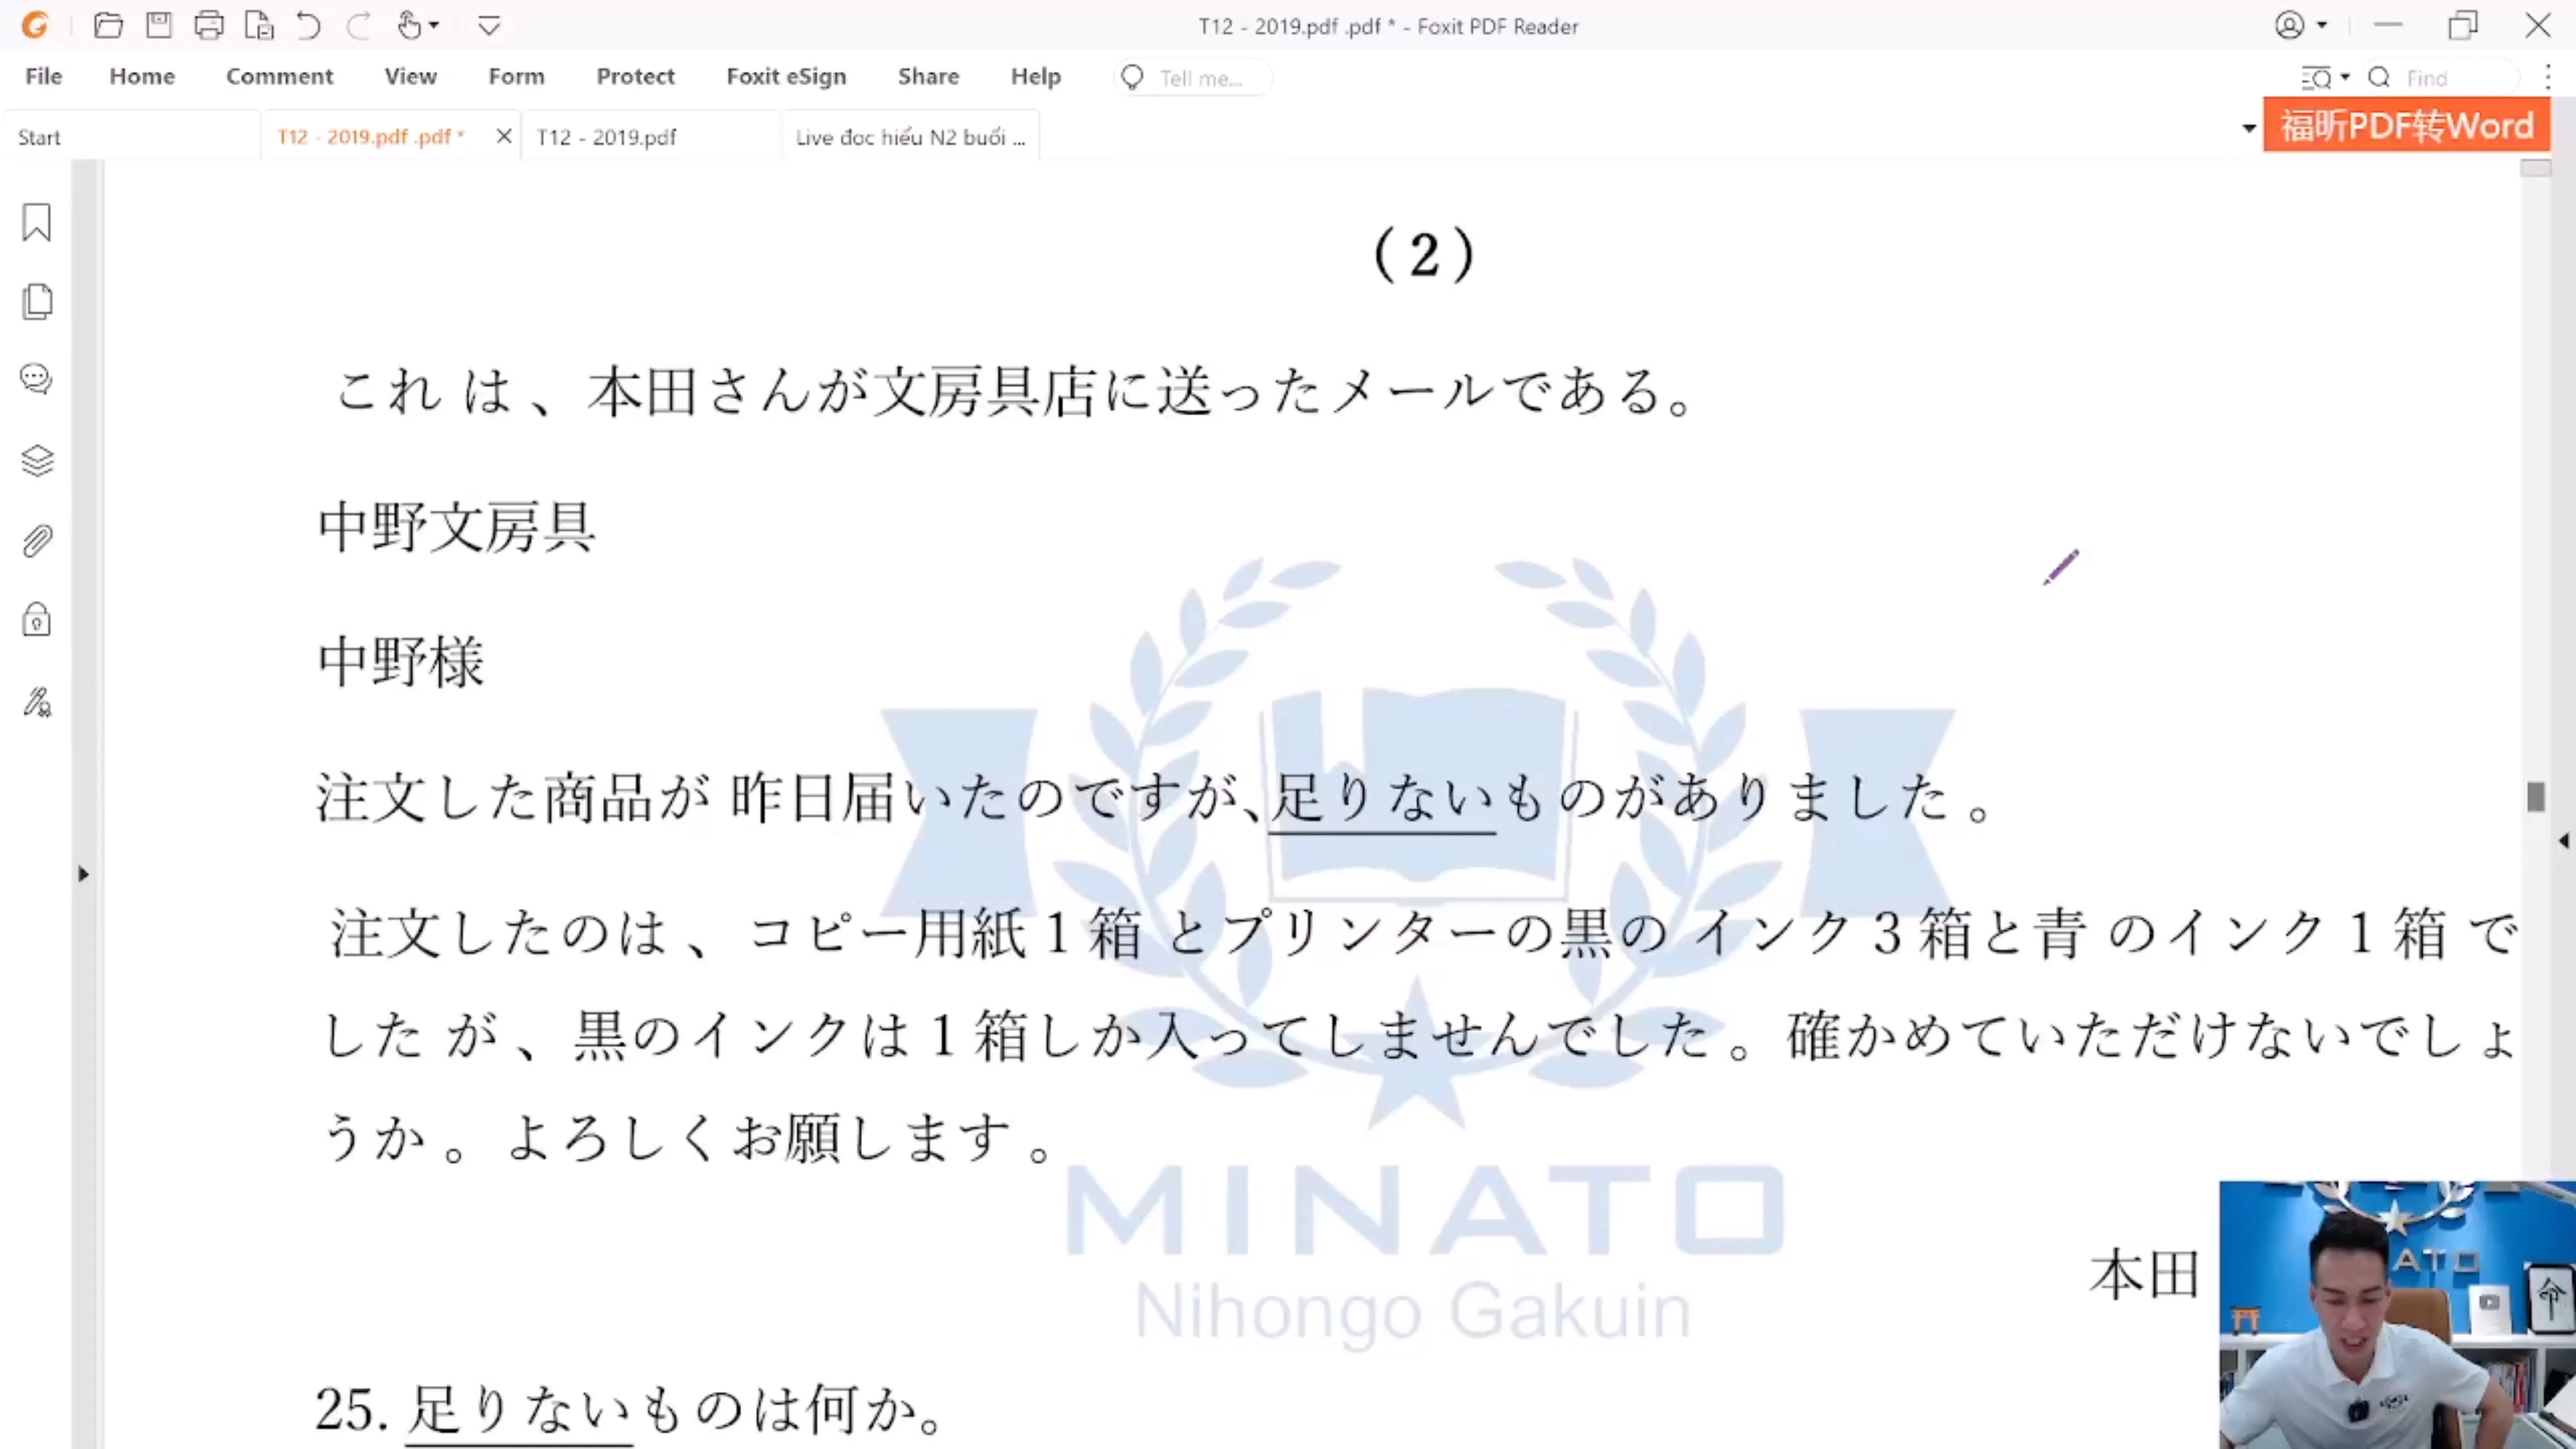 T12 - 2019.pdf .pdf * - Foxit PDF Reader
File Home Comment View Form Protect Foxit eSign Share Help Tell me... Find
Start T12 - 2019.pdf .pdf * T12 - 2019.pdf Live đọc hiểu N2 buổi ... 福昕PDF转Word
(2)
これは、本田さんが文房具店に送ったメールである。
中野文房具
中野様
注文した商品が昨日届いたのですが、足りないものがありました。
注文したのは、コピー用紙1箱とプリンターの黒のインク3箱と青のインク1箱で
したが、黒のインクは1箱しか入ってしませんでした。確かめていただけないでしょ
うか。よろしくお願します。
MINATO
Nihongo Gakuin
本田
ATO
命
25. 足りないものは何か。